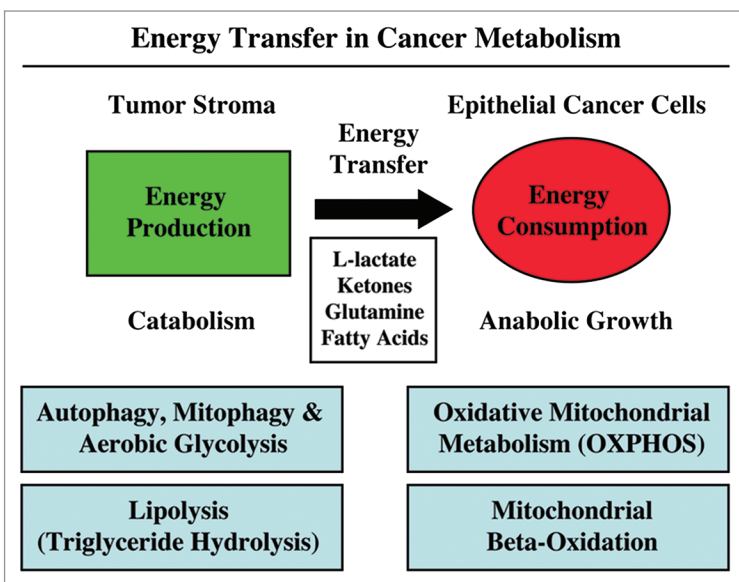 Energy Transfer in Cancer Metabolism
Tumor Stroma
Epithelial Cancer Cells
Energy
Transfer
Energy
Production
Energy
Consumption
L-lactate
Ketones
Glutamine
Fatty Acids
Catabolism
Anabolic Growth
Autophagy, Mitophagy &
Aerobic Glycolysis
Oxidative Mitochondrial
Metabolism (OXPHOS)
Lipolysis
(Triglyceride Hydrolysis)
Mitochondrial
Beta-Oxidation